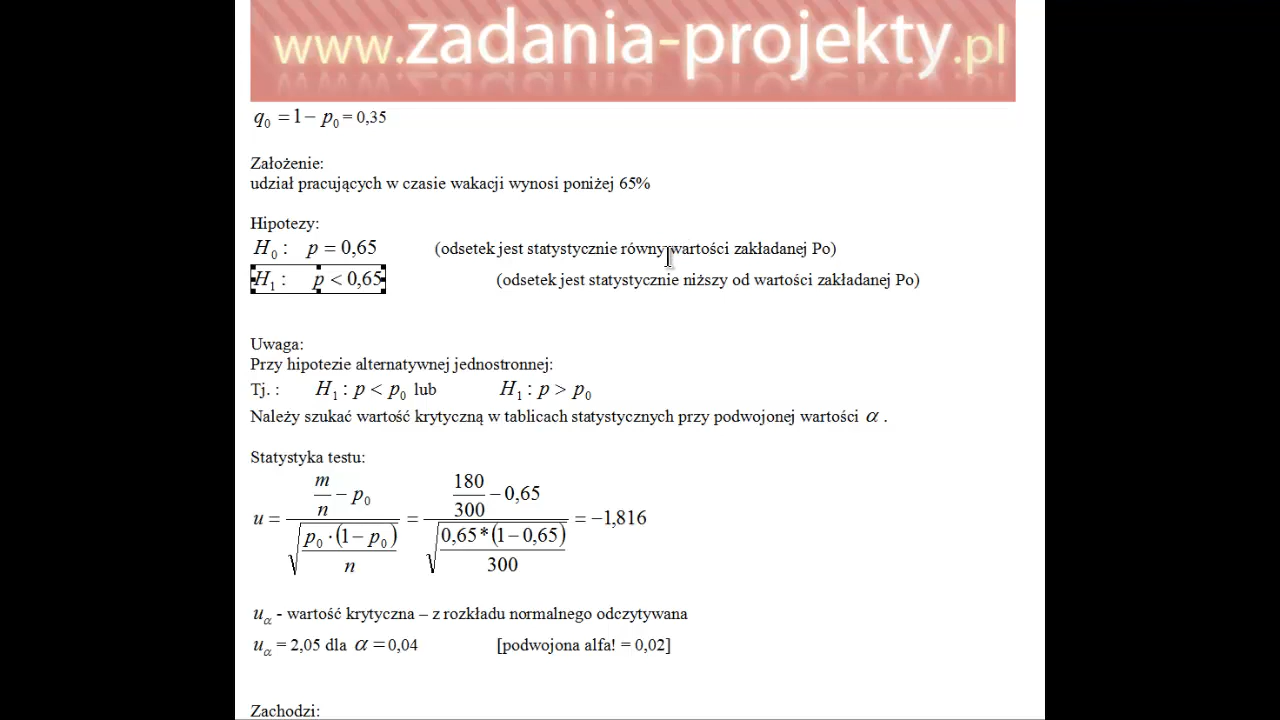 www.zadania-projekty.pl
q₀ = 1 − p₀ = 0,35
Założenie:
udział pracujących w czasie wakacji wynosi poniżej 65%
Hipotezy:
H₀ : p = 0,65 (odsetek jest statystycznie równy wartości zakładanej Po)
H₁ : p < 0,65 (odsetek jest statystycznie niższy od wartości zakładanej Po)
Uwaga:
Przy hipotezie alternatywnej jednostronnej:
Tj. : H₁ : p < p₀ lub H₁ : p > p₀
Należy szukać wartość krytyczną w tablicach statystycznych przy podwojonej wartości α .
Statystyka testu:
u = (m/n − p₀) / √(p₀ · (1 − p₀) / n) = (180/300 − 0,65) / √(0,65 * (1 − 0,65) / 300) = −1,816
uα - wartość krytyczna – z rozkładu normalnego odczytywana
uα = 2,05 dla α = 0,04 [podwojona alfa! = 0,02]
Zachodzi: